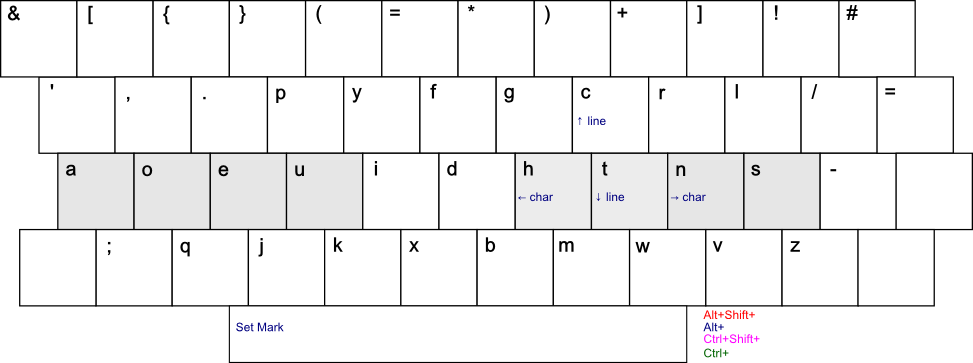 & [ { } ( = * ) + ] ! #
' , . p y f g c r l / =
↑ line
a o e u i d h t n s -
← char ↓ line → char
; q j k x b m w v z
Set Mark
Alt+Shift+
Alt+
Ctrl+Shift+
Ctrl+